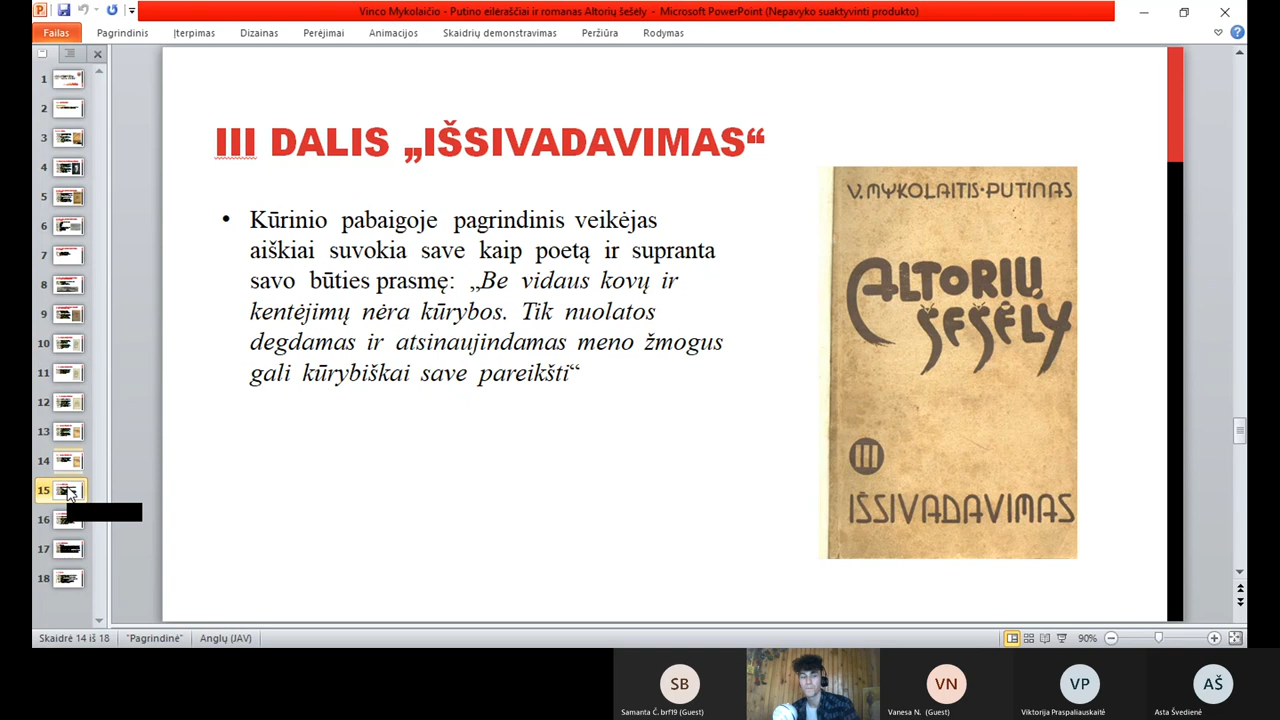 Vinco Mykolaičio - Putino eilėraščiai ir romanas Altorių šešėly - Microsoft PowerPoint (Nepavyko suaktyvinti produkto)
Failas Pagrindinis Įterpimas Dizainas Perėjimai Animacijos Skaidrių demonstravimas Peržiūra Rodymas
1
2
3
4
5
6
7
8
9
10
11
12
13
14
15
16
17
18
III DALIS „IŠSIVADAVIMAS“
• Kūrinio pabaigoje pagrindinis veikėjas
aiškiai suvokia save kaip poetą ir supranta
savo būties prasmę: „Be vidaus kovų ir
kentėjimų nėra kūrybos. Tik nuolatos
degdamas ir atsinaujindamas meno žmogus
gali kūrybiškai save pareikšti“
V. MYKOLAITIS-PUTINAS
ALTORIŲ
ŠEŠĖLY
III
IŠSIVADAVIMAS
Skaidrė 14 iš 18 "Pagrindinė" Anglų (JAV) 90%
SB VN VP AŠ
Samanta Č. brf19 (Guest) Vanesa N. (Guest) Viktorija Praspaliauskaitė Asta Švedienė